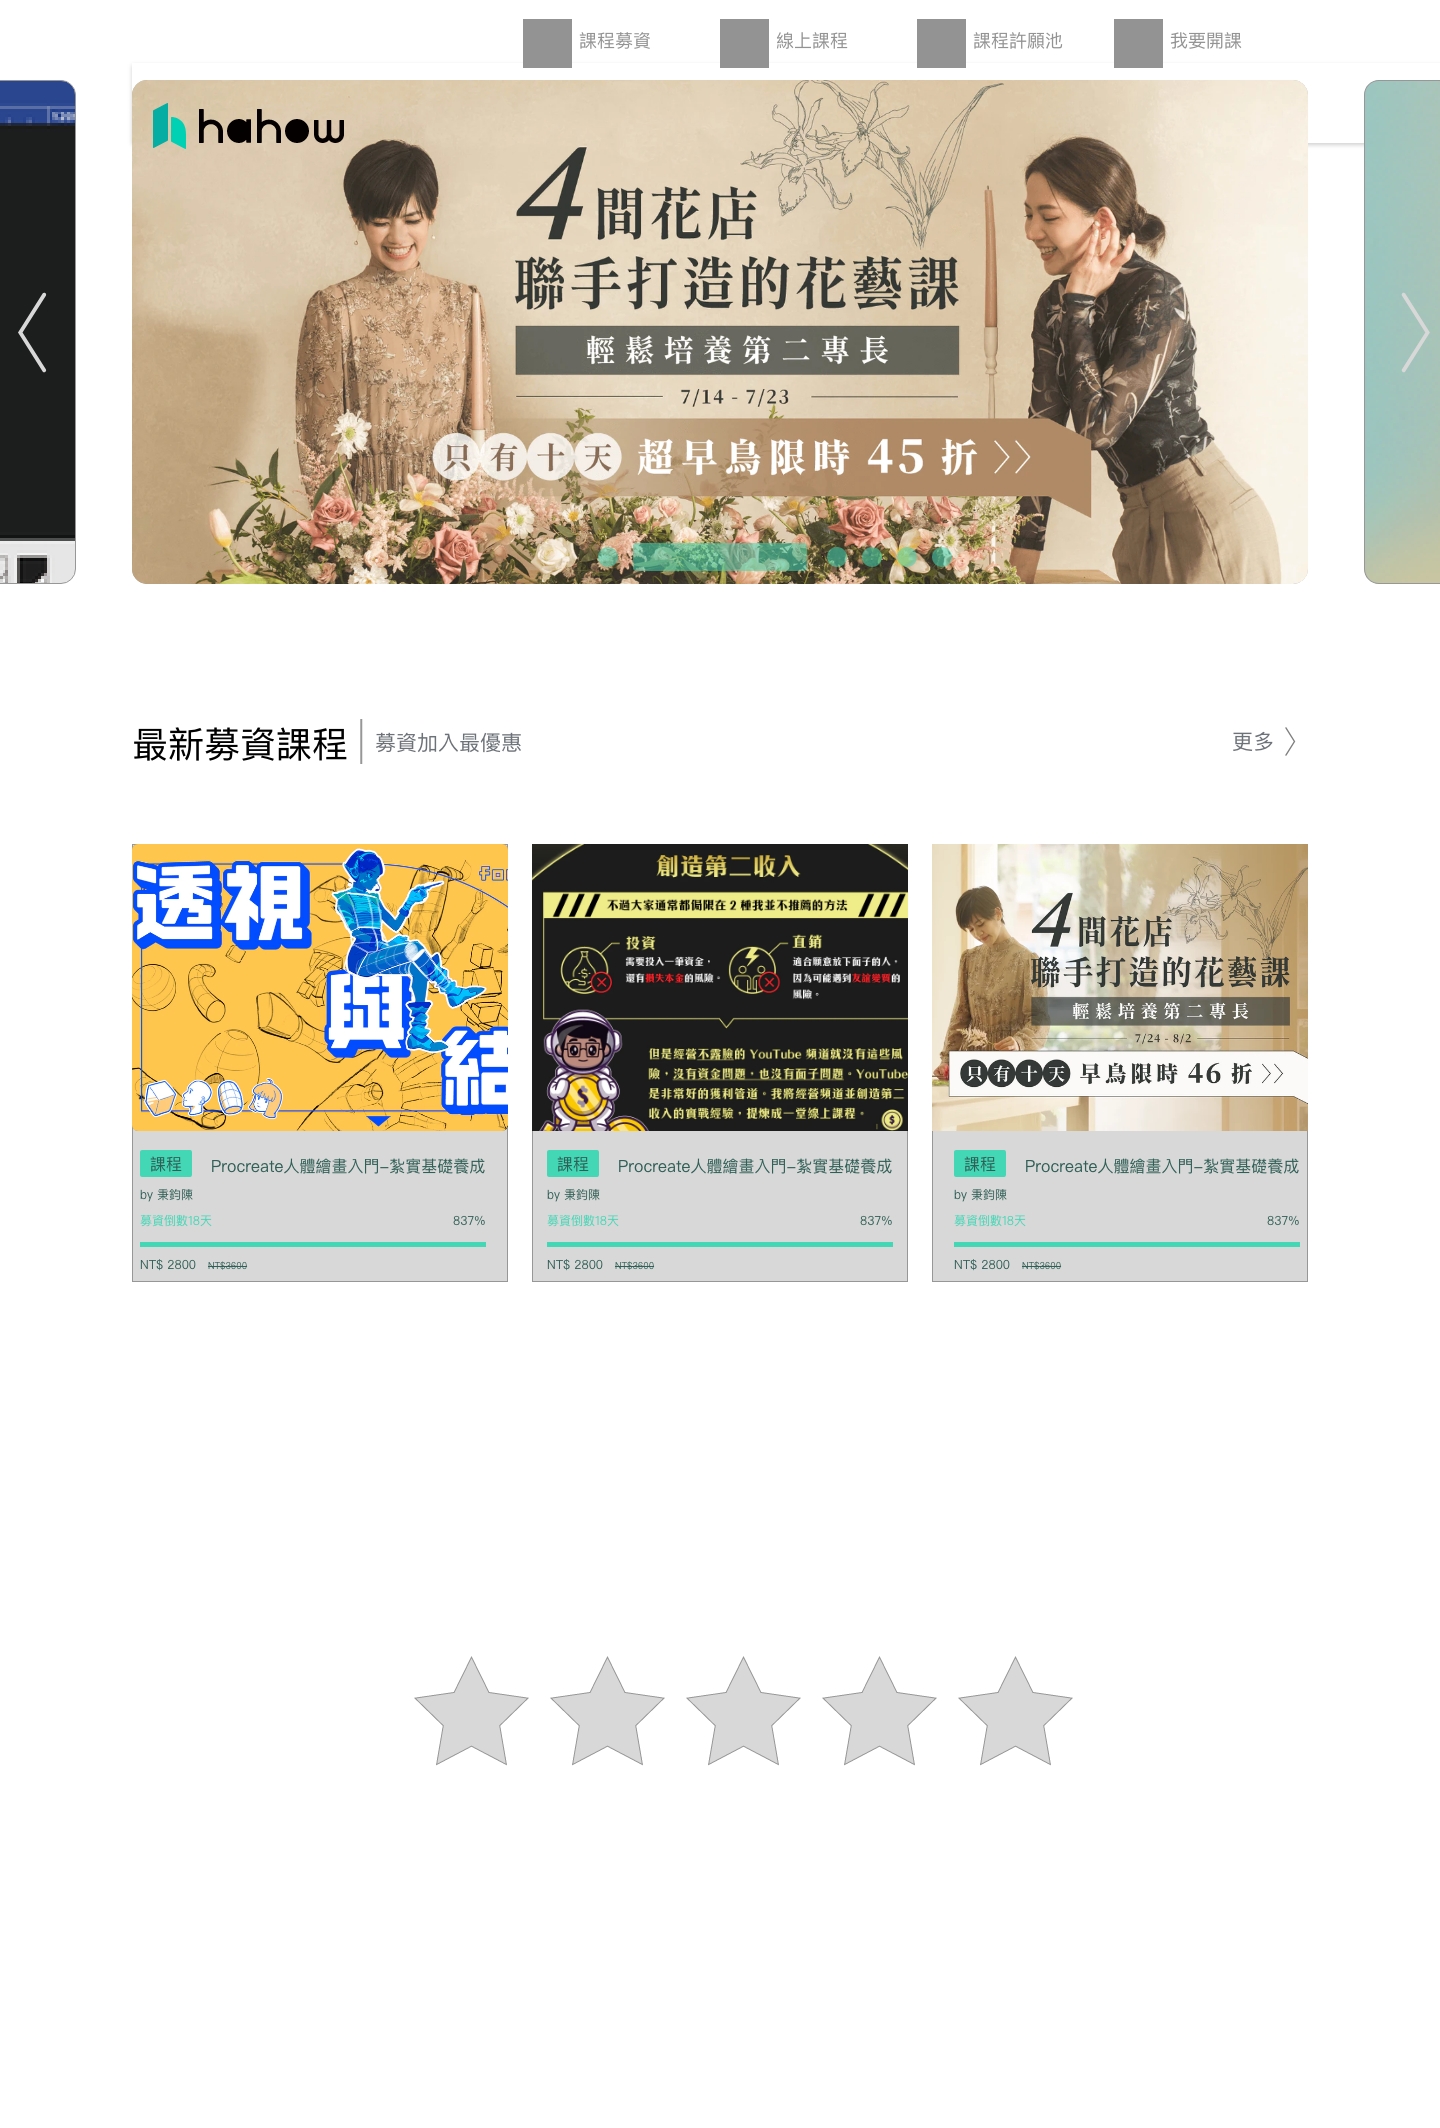 課程募資
線上課程
課程許願池
我要開課
hahow
4間花店
聯手打造的花藝課
輕鬆培養第二專長
7/14 - 7/23
只有十天 超早鳥限時 45 折
最新募資課程
募資加入最優惠
更多
透視
與
結
創造第二收入
不過大家通常都侷限在 2 種我並不推薦的方法
投資
需要投入一筆資金，
還有損失本金的風險。
直銷
適合願意放下面子的人，
因為可能遇到友誼變質的
風險。
但是經營不露臉的 YouTube 頻道就沒有這些風
險，沒有資金問題，也沒有面子問題。YouTube
是非常好的獲利管道。我將經營頻道並創造第二
收入的實戰經驗，提煉成一堂線上課程。
4間花店
聯手打造的花藝課
輕鬆培養第二專長
7/24 - 8/2
只有十天 早鳥限時 46 折
課程 Procreate人體繪畫入門–紮實基礎養成
by 秉鈞陳
募資倒數18天 837%
NT$ 2800 NT$3600
課程 Procreate人體繪畫入門–紮實基礎養成
by 秉鈞陳
募資倒數18天 837%
NT$ 2800 NT$3600
課程 Procreate人體繪畫入門–紮實基礎養成
by 秉鈞陳
募資倒數18天 837%
NT$ 2800 NT$3600